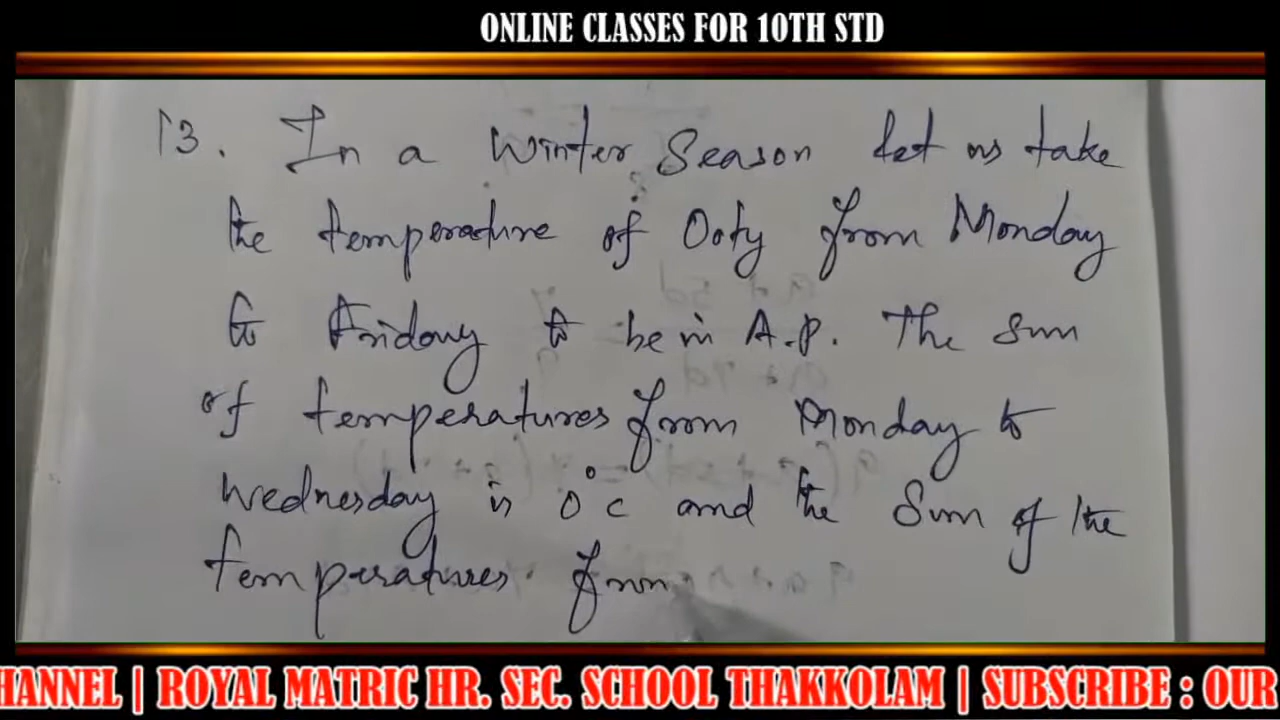 ONLINE CLASSES FOR 10TH STD
13. In a Winter Season let us take
the temperature of Ooty from Monday
to Friday to be in A.P. The Sum
of temperatures from Monday to
Wednesday is 0°C and the Sum of the
temperatures from
HANNEL | ROYAL MATRIC HR. SEC. SCHOOL THAKKOLAM | SUBSCRIBE : OUR